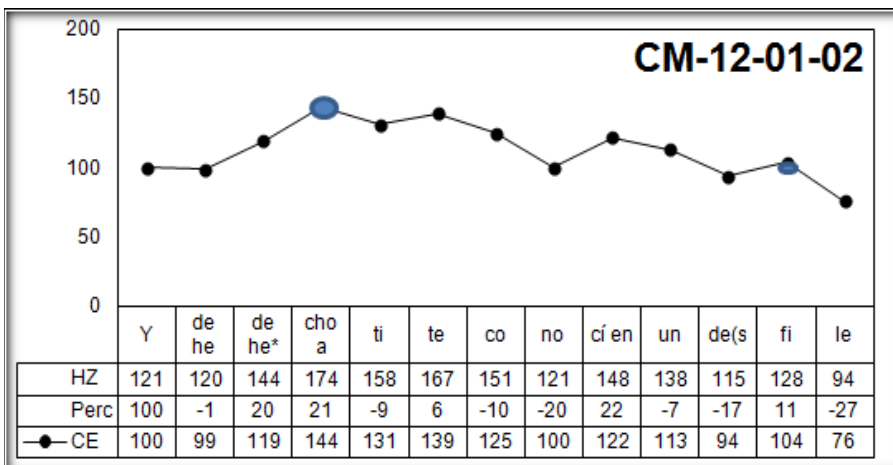 200
CM-12-01-02
150
100
50
0
Y de he de he* cho a ti te co no cí en un de(s fi le
HZ 121 120 144 174 158 167 151 121 148 138 115 128 94
Perc 100 -1 20 21 -9 6 -10 -20 22 -7 -17 11 -27
CE 100 99 119 144 131 139 125 100 122 113 94 104 76